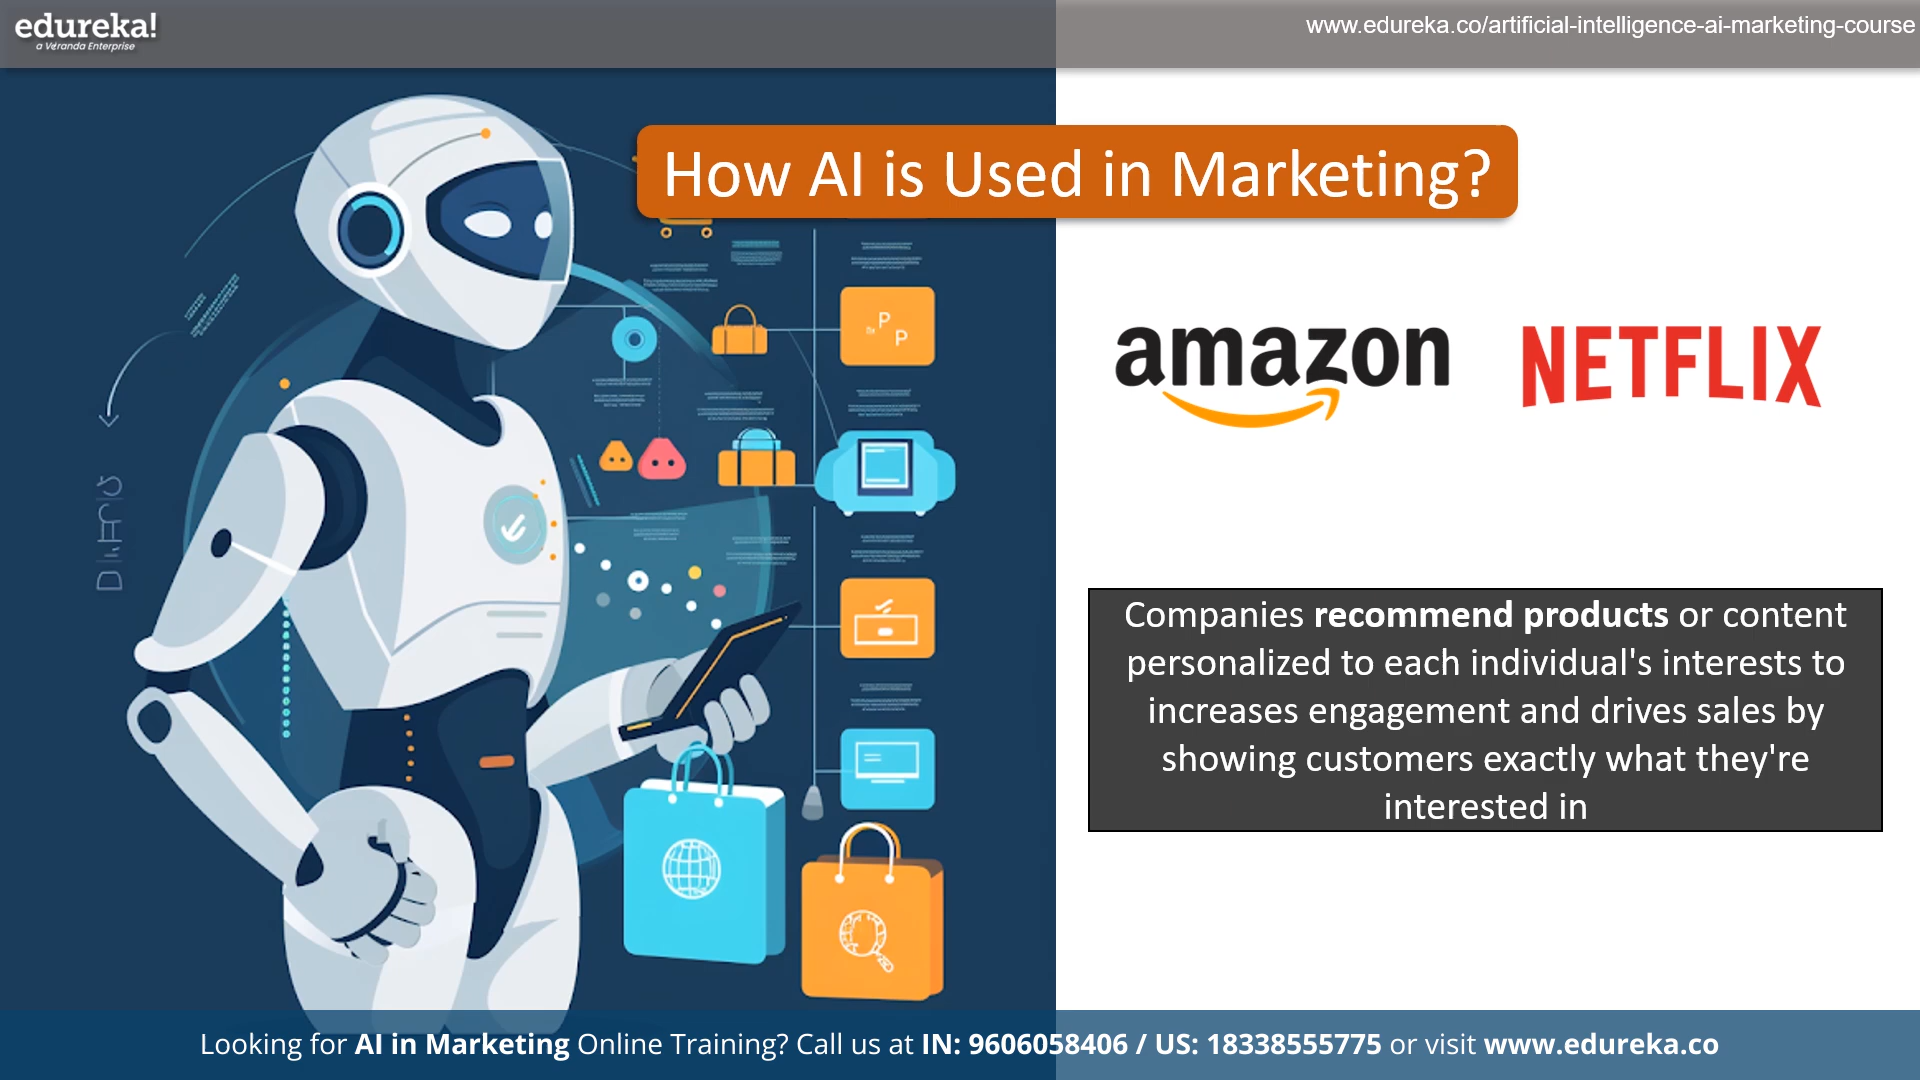 edureka!
a Veranda Enterprise
www.edureka.co/artificial-intelligence-ai-marketing-course
How AI is Used in Marketing?
amazon
NETFLIX
P
P
Companies recommend products or content
personalized to each individual's interests to
increases engagement and drives sales by
showing customers exactly what they're
interested in
Looking for AI in Marketing Online Training? Call us at IN: 9606058406 / US: 18338555775 or visit www.edureka.co